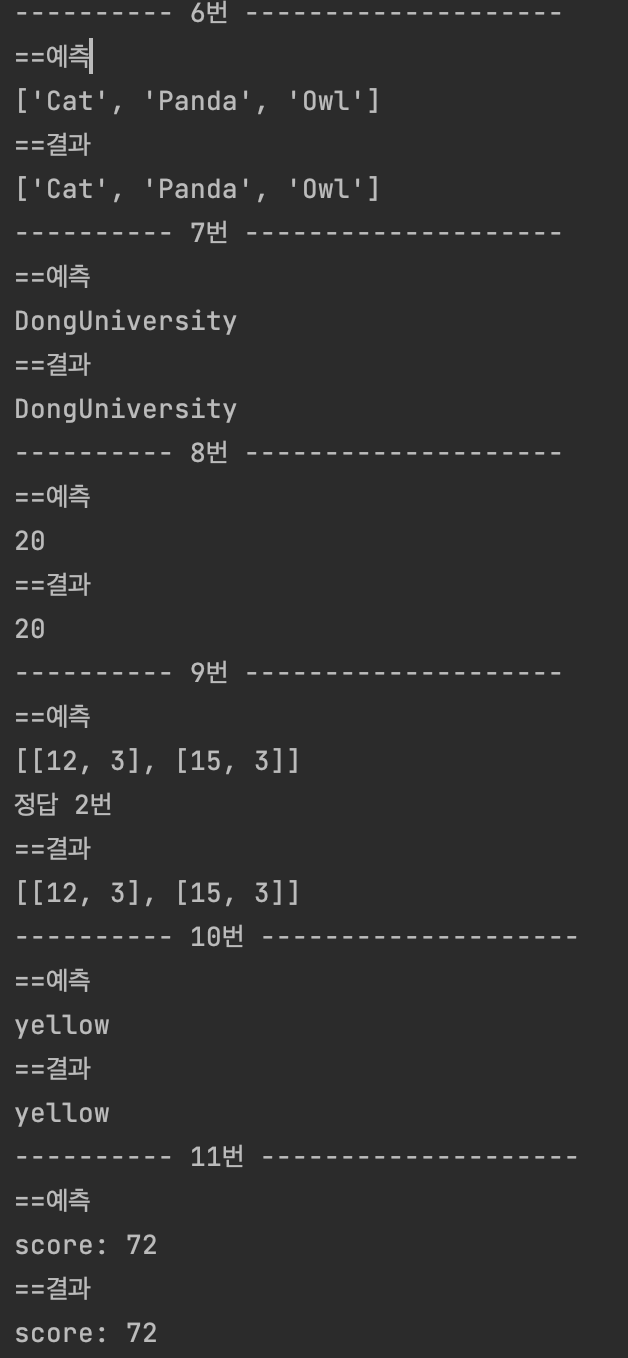 ---------- 6번 --------------------
==예측
['Cat', 'Panda', 'Owl']
==결과
['Cat', 'Panda', 'Owl']
---------- 7번 --------------------
==예측
DongUniversity
==결과
DongUniversity
---------- 8번 --------------------
==예측
20
==결과
20
---------- 9번 --------------------
==예측
[[12, 3], [15, 3]]
정답 2번
==결과
[[12, 3], [15, 3]]
---------- 10번 --------------------
==예측
yellow
==결과
yellow
---------- 11번 --------------------
==예측
score: 72
==결과
score: 72